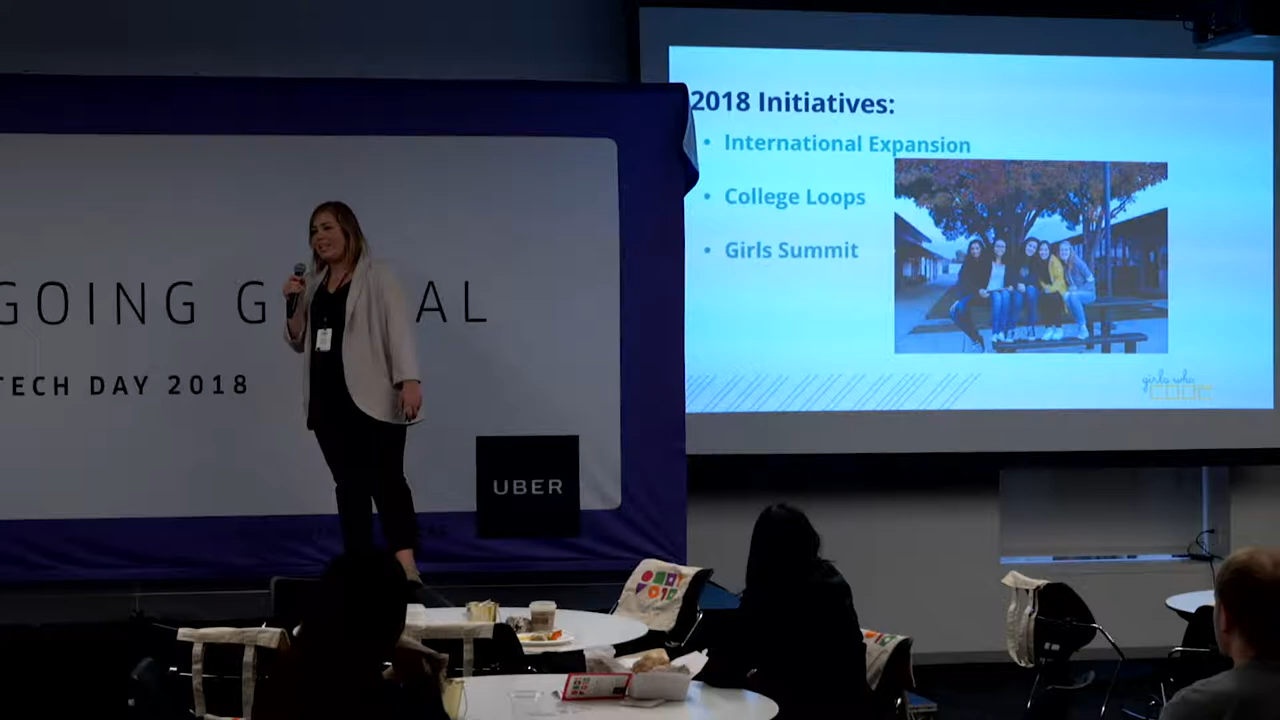 GOING G AL
TECH DAY 2018
UBER
2018 Initiatives:
• International Expansion
• College Loops
• Girls Summit
girls who
CODE